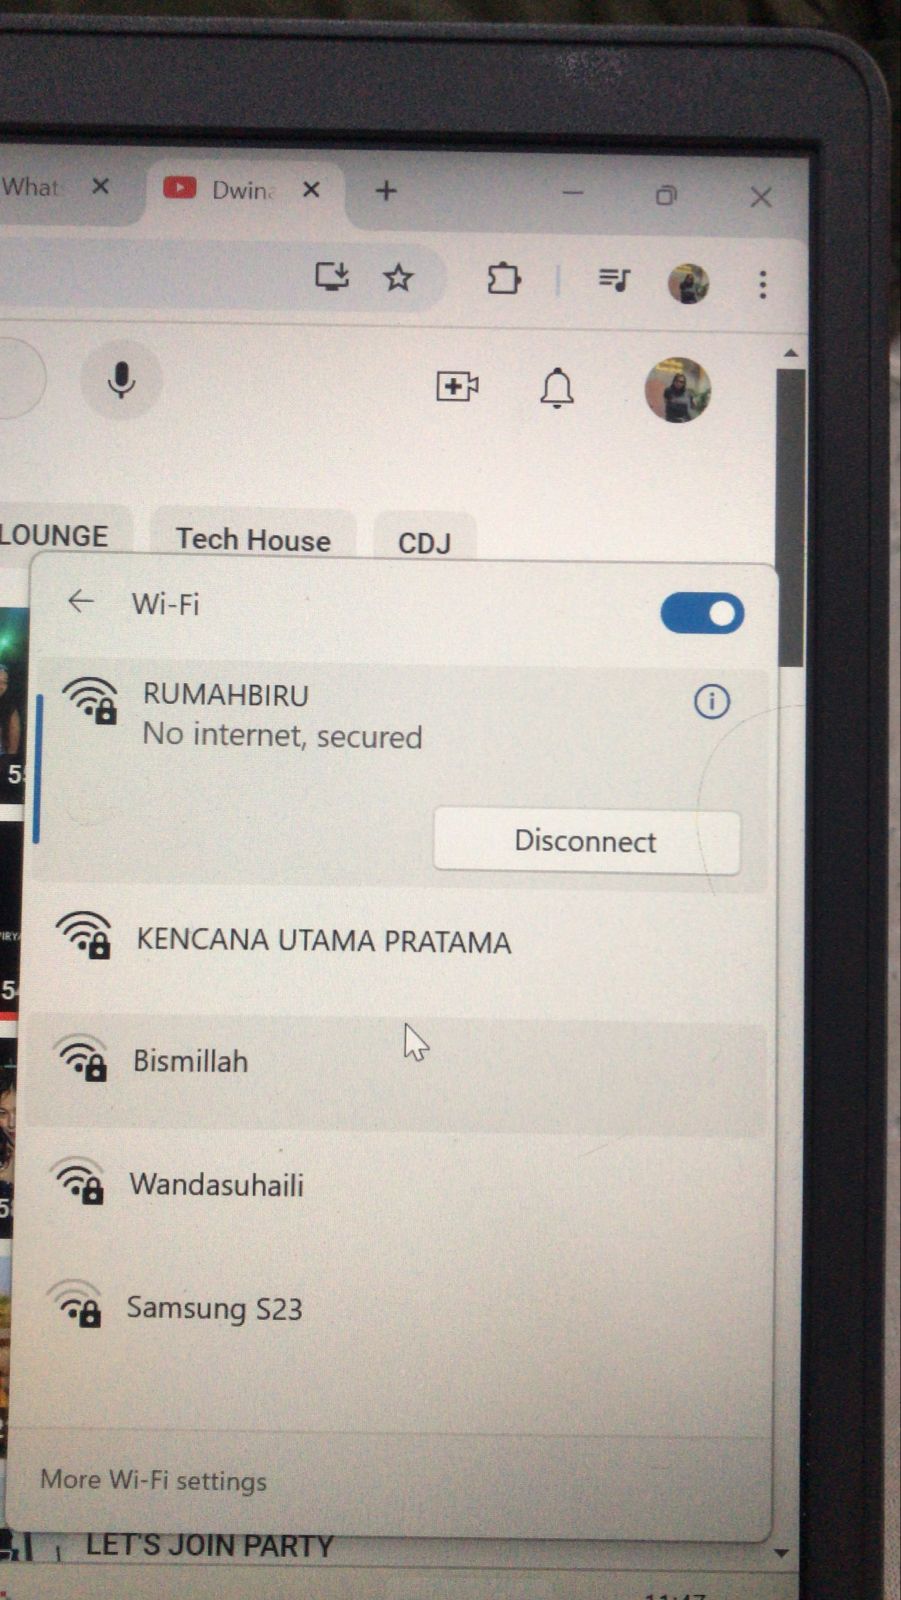 What
Dwina
LOUNGE
Tech House
CDJ
Wi-Fi
RUMAHBIRU
No internet, secured
Disconnect
KENCANA UTAMA PRATAMA
Bismillah
Wandasuhaili
Samsung S23
More Wi-Fi settings
LET'S JOIN PARTY